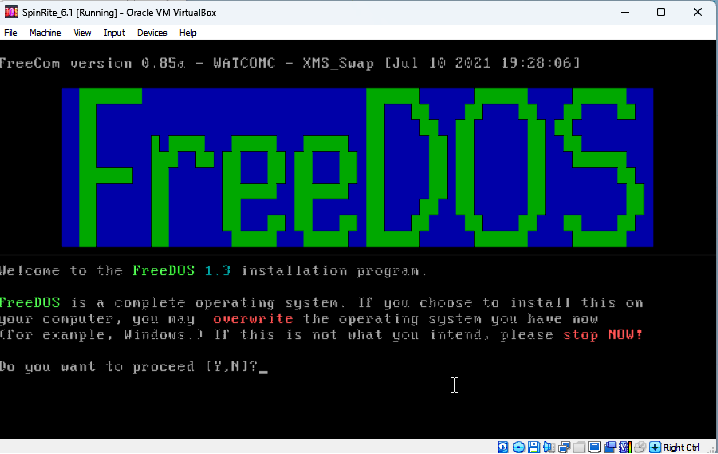 SpinRite_6.1 [Running] - Oracle VM VirtualBox
File Machine View Input Devices Help
FreeCom version 0.85a - WATCOMC - XMS_Swap [Jul 10 2021 19:28:06]
FreeDOS
Welcome to the FreeDOS 1.3 installation program.
FreeDOS is a complete operating system. If you choose to install this on
your computer, you may overwrite the operating system you have now
(for example, Windows.) If this is not what you intend, please stop NOW!
Do you want to proceed [Y,N]?_
Right Ctrl